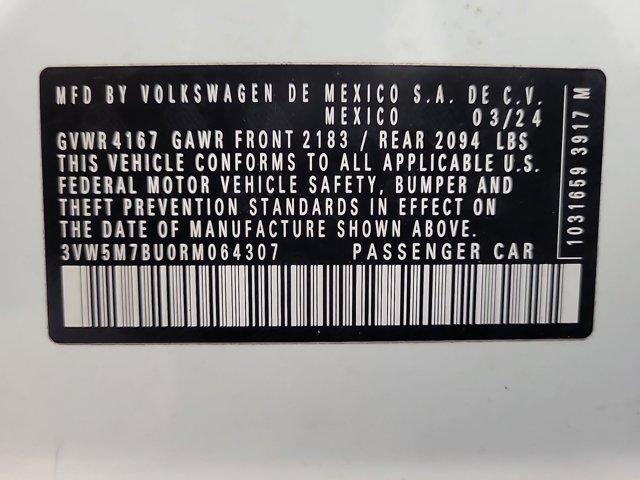 MFD BY VOLKSWAGEN DE MEXICO S.A. DE C.V.
MEXICO 03/24
GVWR 4167 GAWR FRONT 2183 / REAR 2094 LBS
THIS VEHICLE CONFORMS TO ALL APPLICABLE U.S.
FEDERAL MOTOR VEHICLE SAFETY, BUMPER AND
THEFT PREVENTION STANDARDS IN EFFECT ON
THE DATE OF MANUFACTURE SHOWN ABOVE.
3VW5M7BU0RM064307 PASSENGER CAR
1031659 3917 M